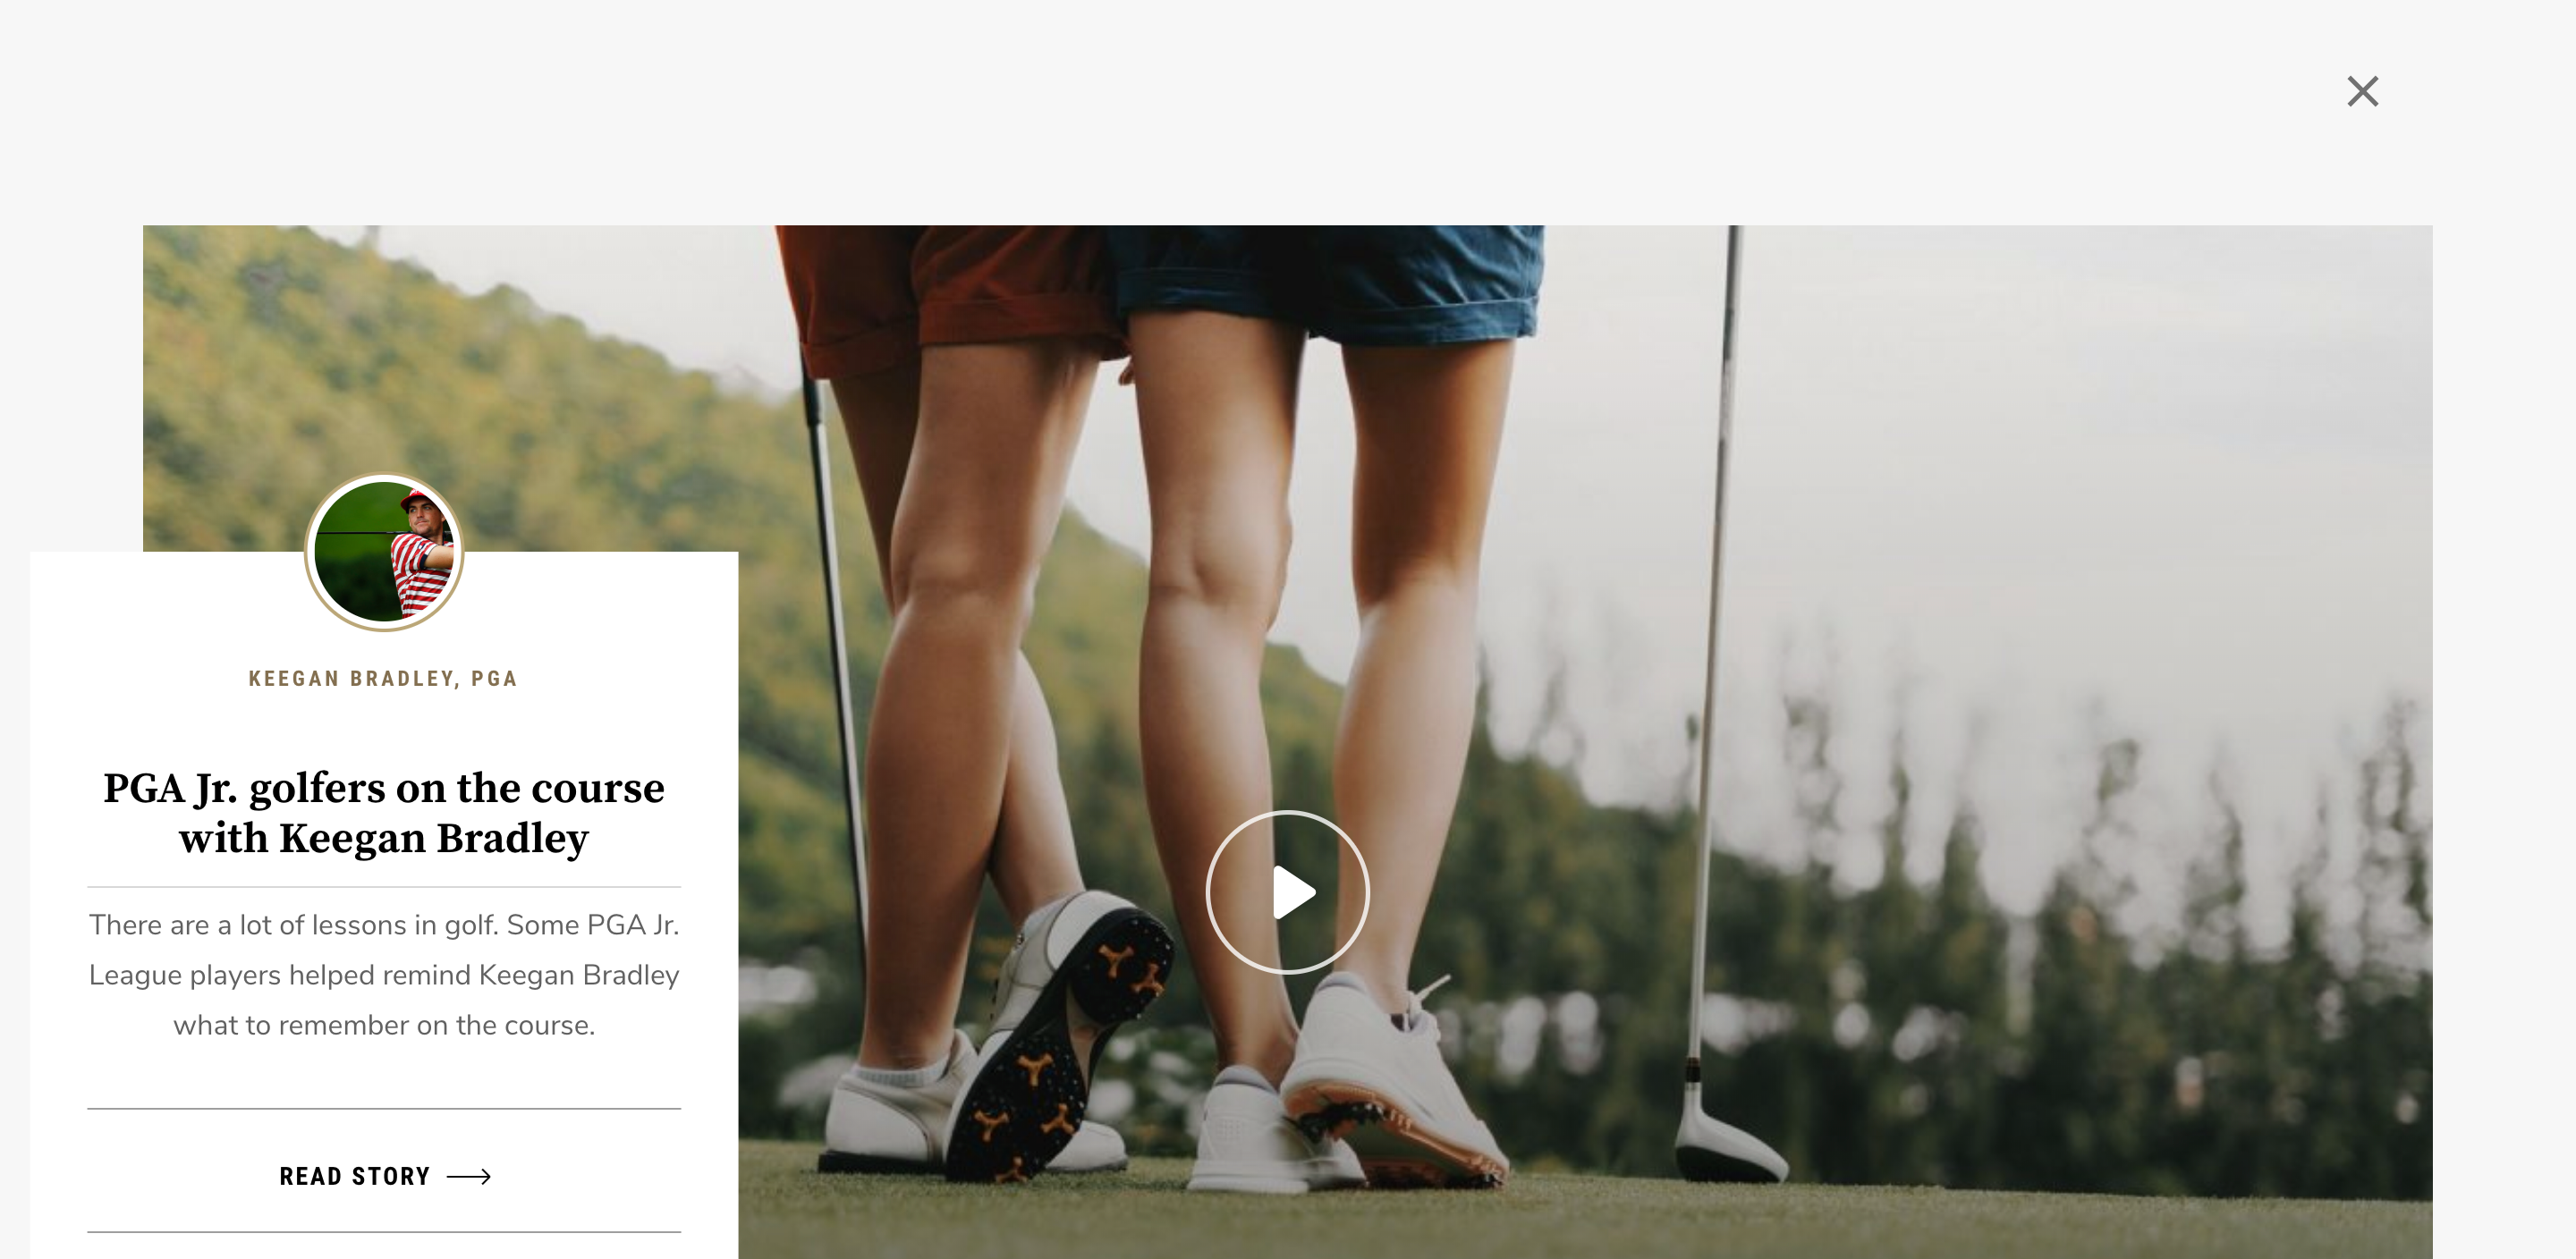 KEEGAN BRADLEY, PGA
PGA Jr. golfers on the course
with Keegan Bradley
There are a lot of lessons in golf. Some PGA Jr.
League players helped remind Keegan Bradley
what to remember on the course.
READ STORY